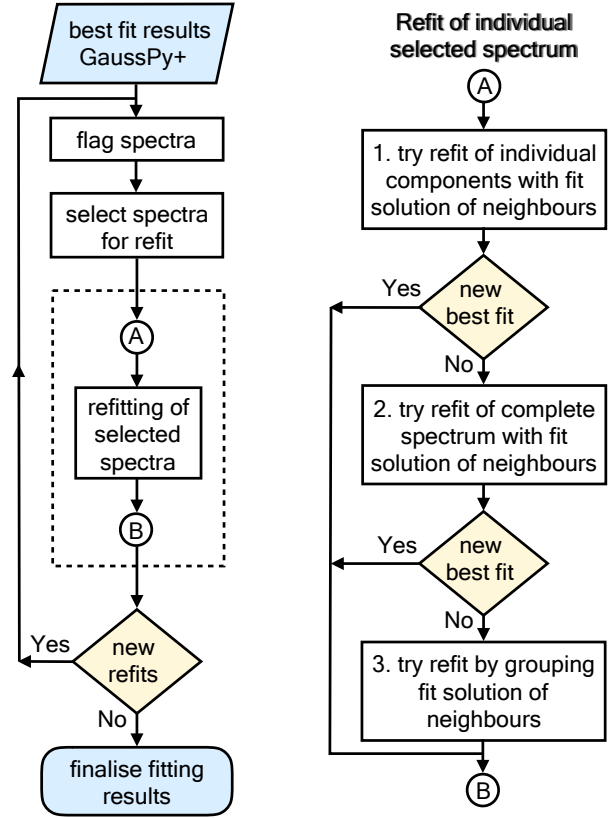 best fit results
GaussPy+
flag spectra
select spectra
for refit
A
refitting of
selected
spectra
B
Yes
new
refits
No
finalise fitting
results
Refit of individual
selected spectrum
A
1. try refit of individual
components with fit
solution of neighbours
Yes
new
best fit
No
2. try refit of complete
spectrum with fit
solution of neighbours
Yes
new
best fit
No
3. try refit by grouping
fit solution of
neighbours
B